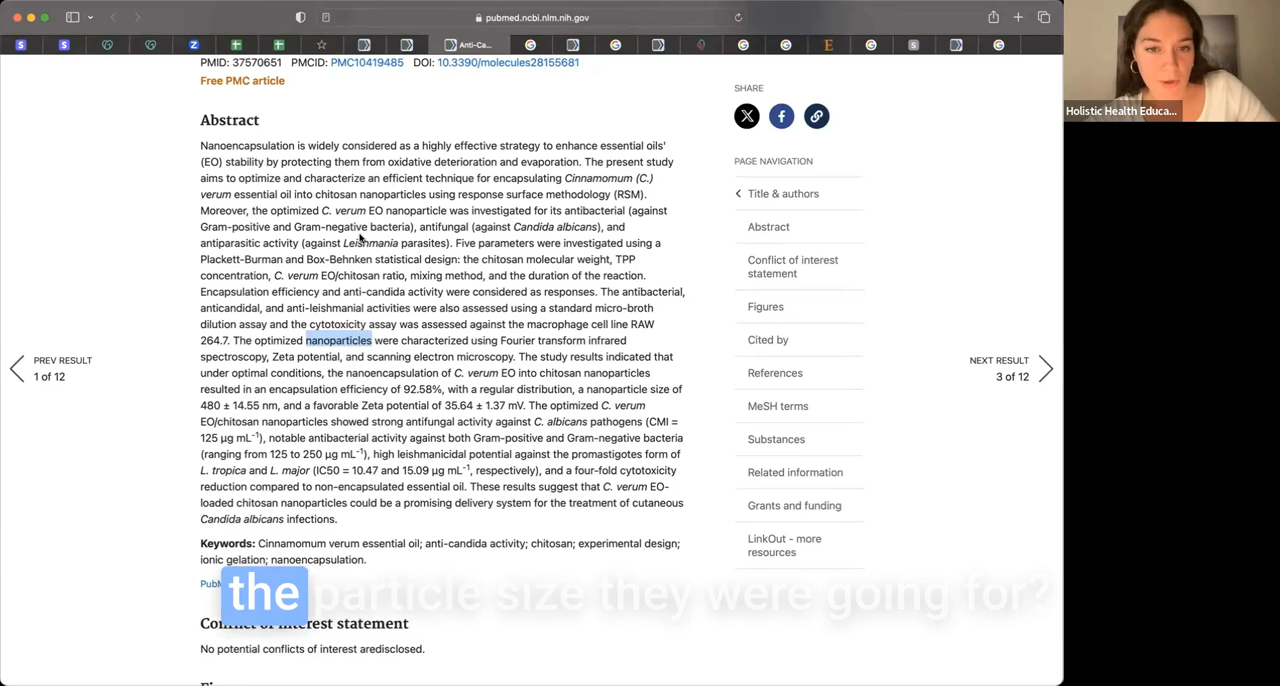 pubmed.ncbi.nlm.nih.gov
Anti-Ca...
PMID: 37570651 PMCID: PMC10419485 DOI: 10.3390/molecules28155681
Free PMC article
Abstract
Nanoencapsulation is widely considered as a highly effective strategy to enhance essential oils'
(EO) stability by protecting them from oxidative deterioration and evaporation. The present study
aims to optimize and characterize an efficient technique for encapsulating Cinnamomum (C.)
verum essential oil into chitosan nanoparticles using response surface methodology (RSM).
Moreover, the optimized C. verum EO nanoparticle was investigated for its antibacterial (against
Gram-positive and Gram-negative bacteria), antifungal (against Candida albicans), and
antiparasitic activity (against Leishmania parasites). Five parameters were investigated using a
Plackett-Burman and Box-Behnken statistical design: the chitosan molecular weight, TPP
concentration, C. verum EO/chitosan ratio, mixing method, and the duration of the reaction.
Encapsulation efficiency and anti-candida activity were considered as responses. The antibacterial,
anticandidal, and anti-leishmanial activities were also assessed using a standard micro-broth
dilution assay and the cytotoxicity assay was assessed against the macrophage cell line RAW
264.7. The optimized nanoparticles were characterized using Fourier transform infrared
spectroscopy, Zeta potential, and scanning electron microscopy. The study results indicated that
under optimal conditions, the nanoencapsulation of C. verum EO into chitosan nanoparticles
resulted in an encapsulation efficiency of 92.58%, with a regular distribution, a nanoparticle size of
480 ± 14.55 nm, and a favorable Zeta potential of 35.64 ± 1.37 mV. The optimized C. verum
EO/chitosan nanoparticles showed strong antifungal activity against C. albicans pathogens (CMI =
125 µg mL-1), notable antibacterial activity against both Gram-positive and Gram-negative bacteria
(ranging from 125 to 250 µg mL-1), high leishmanicidal potential against the promastigotes form of
L. tropica and L. major (IC50 = 10.47 and 15.09 µg mL-1, respectively), and a four-fold cytotoxicity
reduction compared to non-encapsulated essential oil. These results suggest that C. verum EO-
loaded chitosan nanoparticles could be a promising delivery system for the treatment of cutaneous
Candida albicans infections.
Keywords: Cinnamomum verum essential oil; anti-candida activity; chitosan; experimental design;
ionic gelation; nanoencapsulation.
the particle size they were going for?
Conflict of interest statement
No potential conflicts of interest aredisclosed.
PREV RESULT
1 of 12
NEXT RESULT
3 of 12
SHARE
PAGE NAVIGATION
Title & authors
Abstract
Conflict of interest
statement
Figures
Cited by
References
MeSH terms
Substances
Related information
Grants and funding
LinkOut - more
resources
Holistic Health Educa...